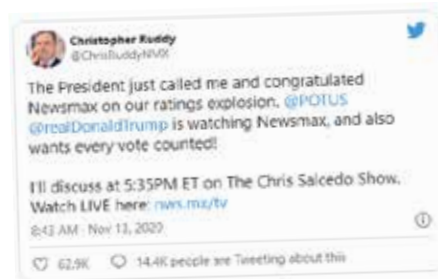 Christopher Ruddy
@ChrisRuddyNMX
The President just called me and congratulated
Newsmax on our ratings explosion. @POTUS
@realDonaldTrump is watching Newsmax, and also
wants every vote counted!
I'll discuss at 5:35PM ET on The Chris Salcedo Show.
Watch LIVE here: nws.mx/tv
8:43 AM · Nov 13, 2020
62.9K 14.4K people are Tweeting about this